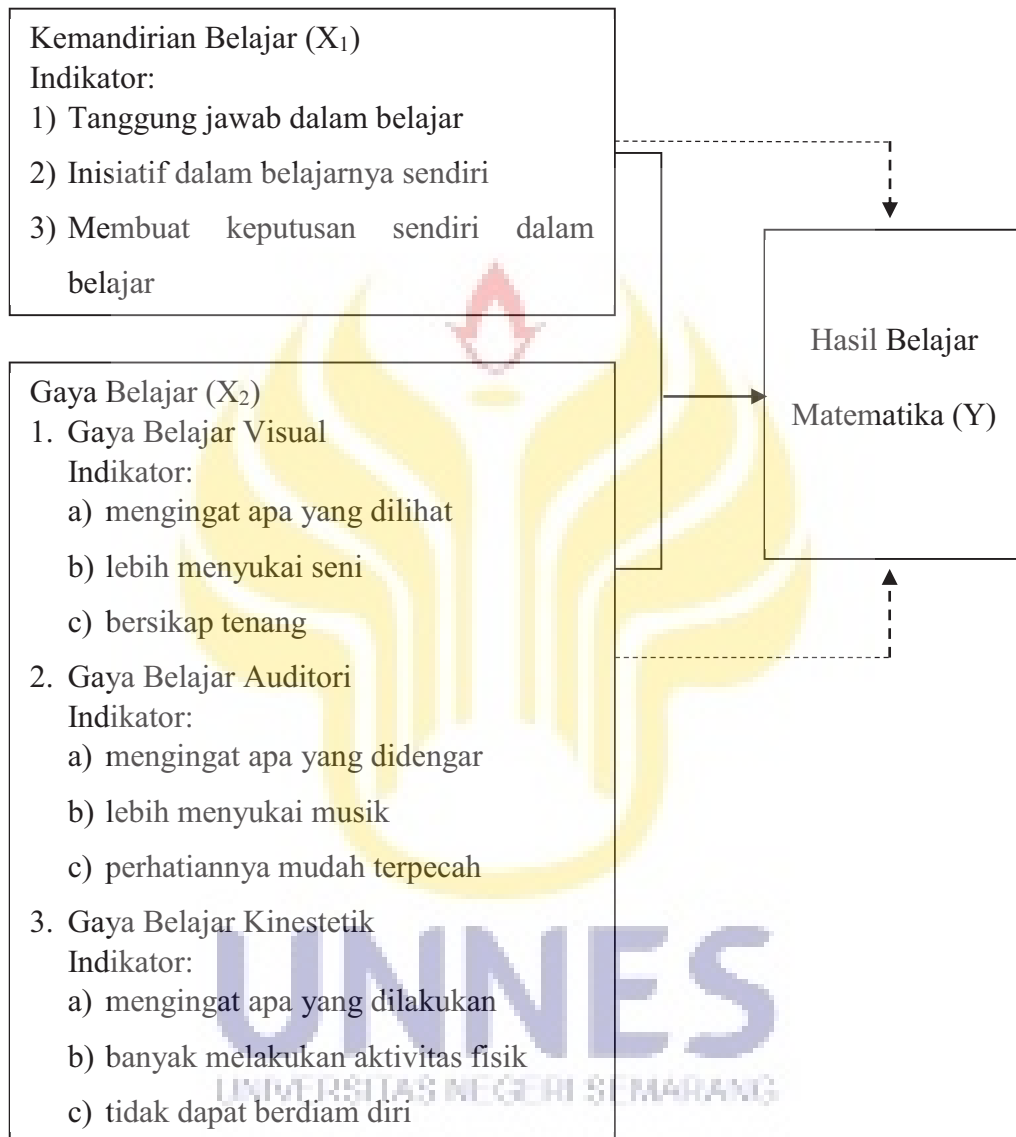 Kemandirian Belajar (X₁)
Indikator:
1) Tanggung jawab dalam belajar
2) Inisiatif dalam belajarnya sendiri
3) Membuat keputusan sendiri dalam
belajar
Gaya Belajar (X₂)
1. Gaya Belajar Visual
Indikator:
a) mengingat apa yang dilihat
b) lebih menyukai seni
c) bersikap tenang
2. Gaya Belajar Auditori
Indikator:
a) mengingat apa yang didengar
b) lebih menyukai musik
c) perhatiannya mudah terpecah
3. Gaya Belajar Kinestetik
Indikator:
a) mengingat apa yang dilakukan
b) banyak melakukan aktivitas fisik
c) tidak dapat berdiam diri
Hasil Belajar
Matematika (Y)
UNNES
UNIVERSITAS NEGERI SEMARANG